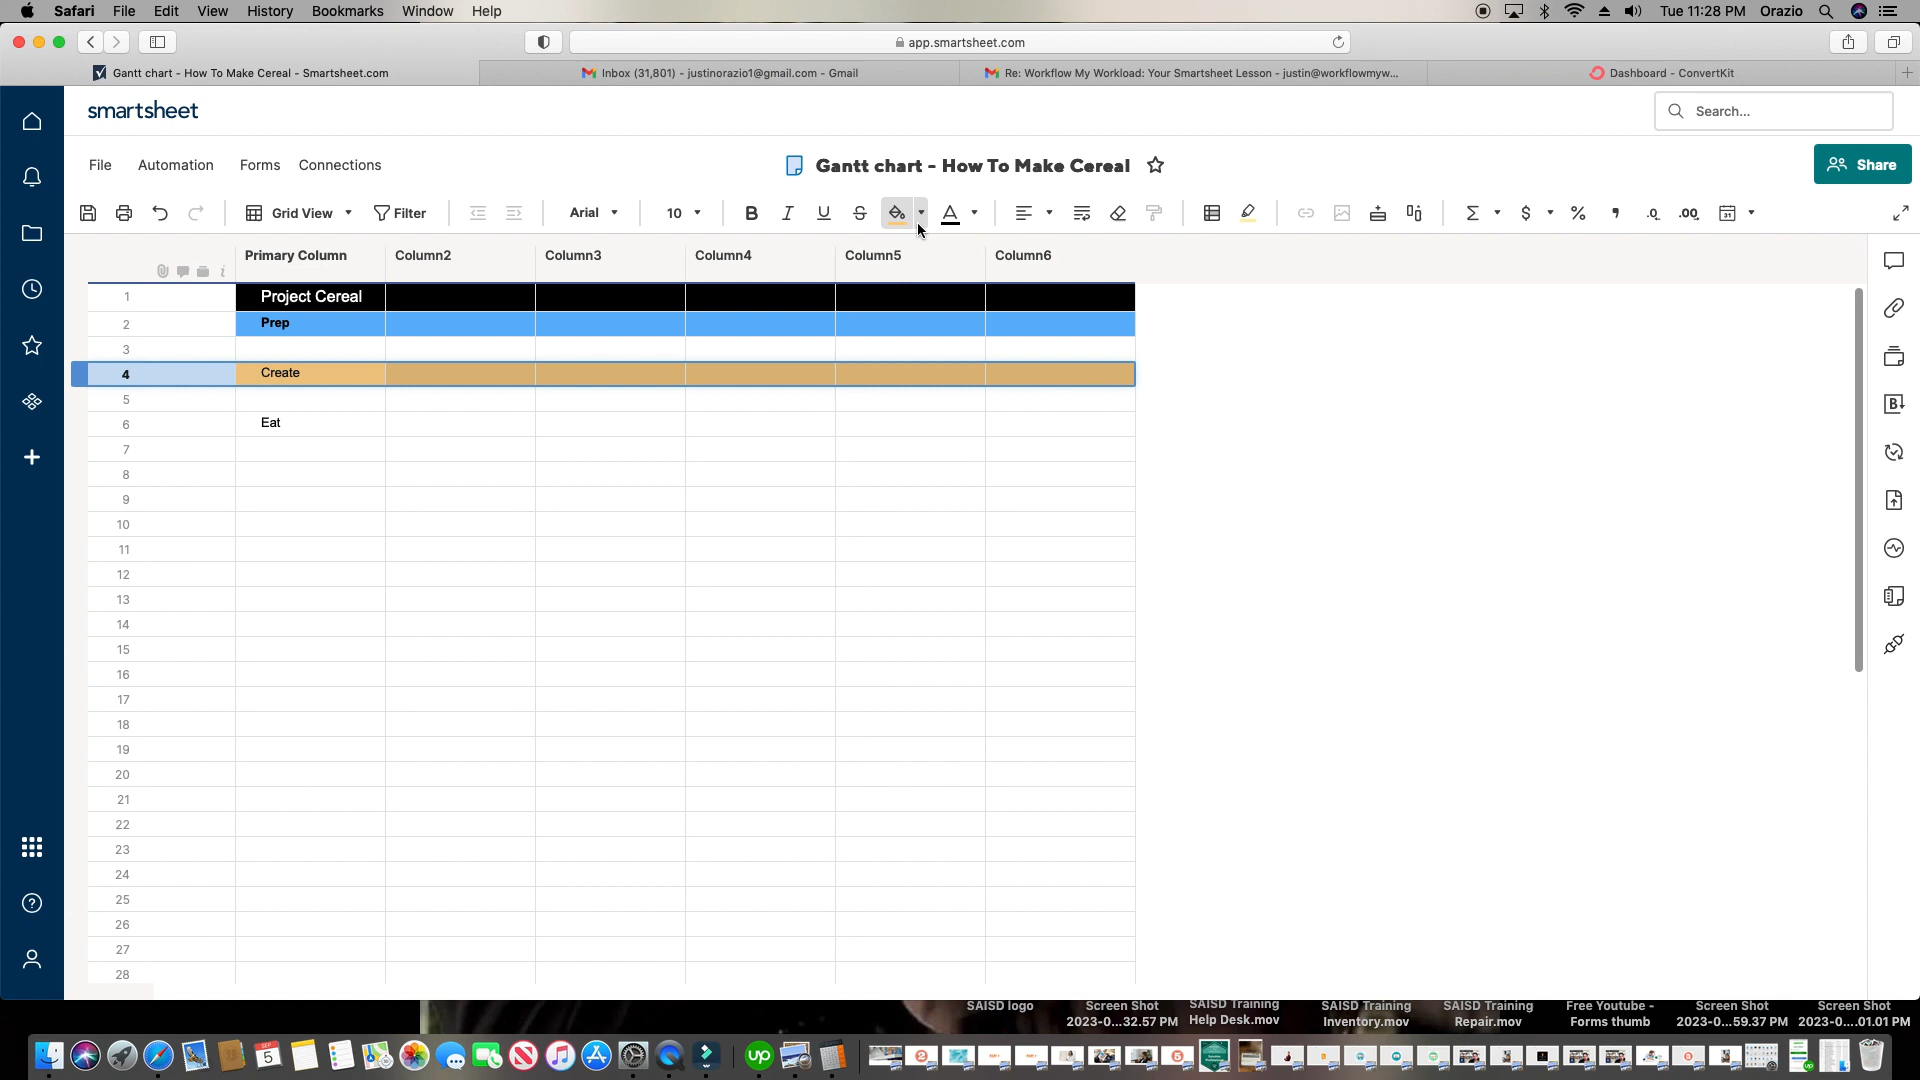 Safari File Edit View History Bookmarks Window Help
Tue 11:28 PM Orazio
app.smartsheet.com
Gantt chart - How To Make Cereal - Smartsheet.com
Inbox (31,801) - justinorazio1@gmail.com - Gmail
Re: Workflow My Workload: Your Smartsheet Lesson - justin@workflowmyw...
Dashboard - ConvertKit
smartsheet
Search...
File Automation Forms Connections
Gantt chart - How To Make Cereal
Share
Grid View
Filter
Arial
10
B I U S A
Σ $ % .0 .00
Primary Column Column2 Column3 Column4 Column5 Column6
1 Project Cereal
2 Prep
3
4 Create
5
6 Eat
7
8
9
10
11
12
13
14
15
16
17
18
19
20
21
22
23
24
25
26
27
28
SAISD logo
Screen Shot
2023-0...32.57 PM
SAISD Training
Help Desk.mov
SAISD Training
Inventory.mov
SAISD Training
Repair.mov
Free Youtube -
Forms thumb
Screen Shot
2023-0...59.37 PM
Screen Shot
2023-0....01.01 PM
SEP
5
up